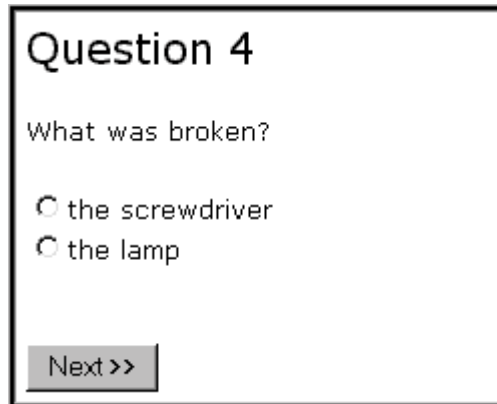 Question 4
What was broken?
the screwdriver
the lamp
Next >>